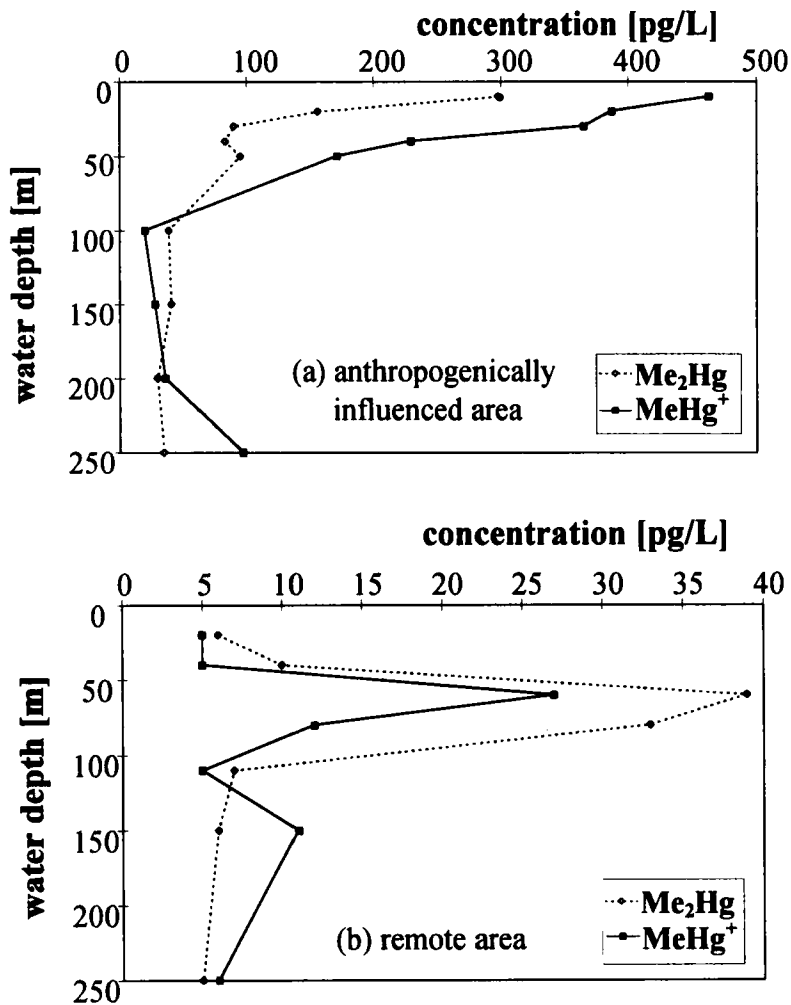 concentration [pg/L]
0 100 200 300 400 500
water depth [m]
0
50
100
150
200
250
(a) anthropogenically
influenced area
Me₂Hg
MeHg⁺
concentration [pg/L]
0 5 10 15 20 25 30 35 40
water depth [m]
0
50
100
150
200
250
(b) remote area
Me₂Hg
MeHg⁺